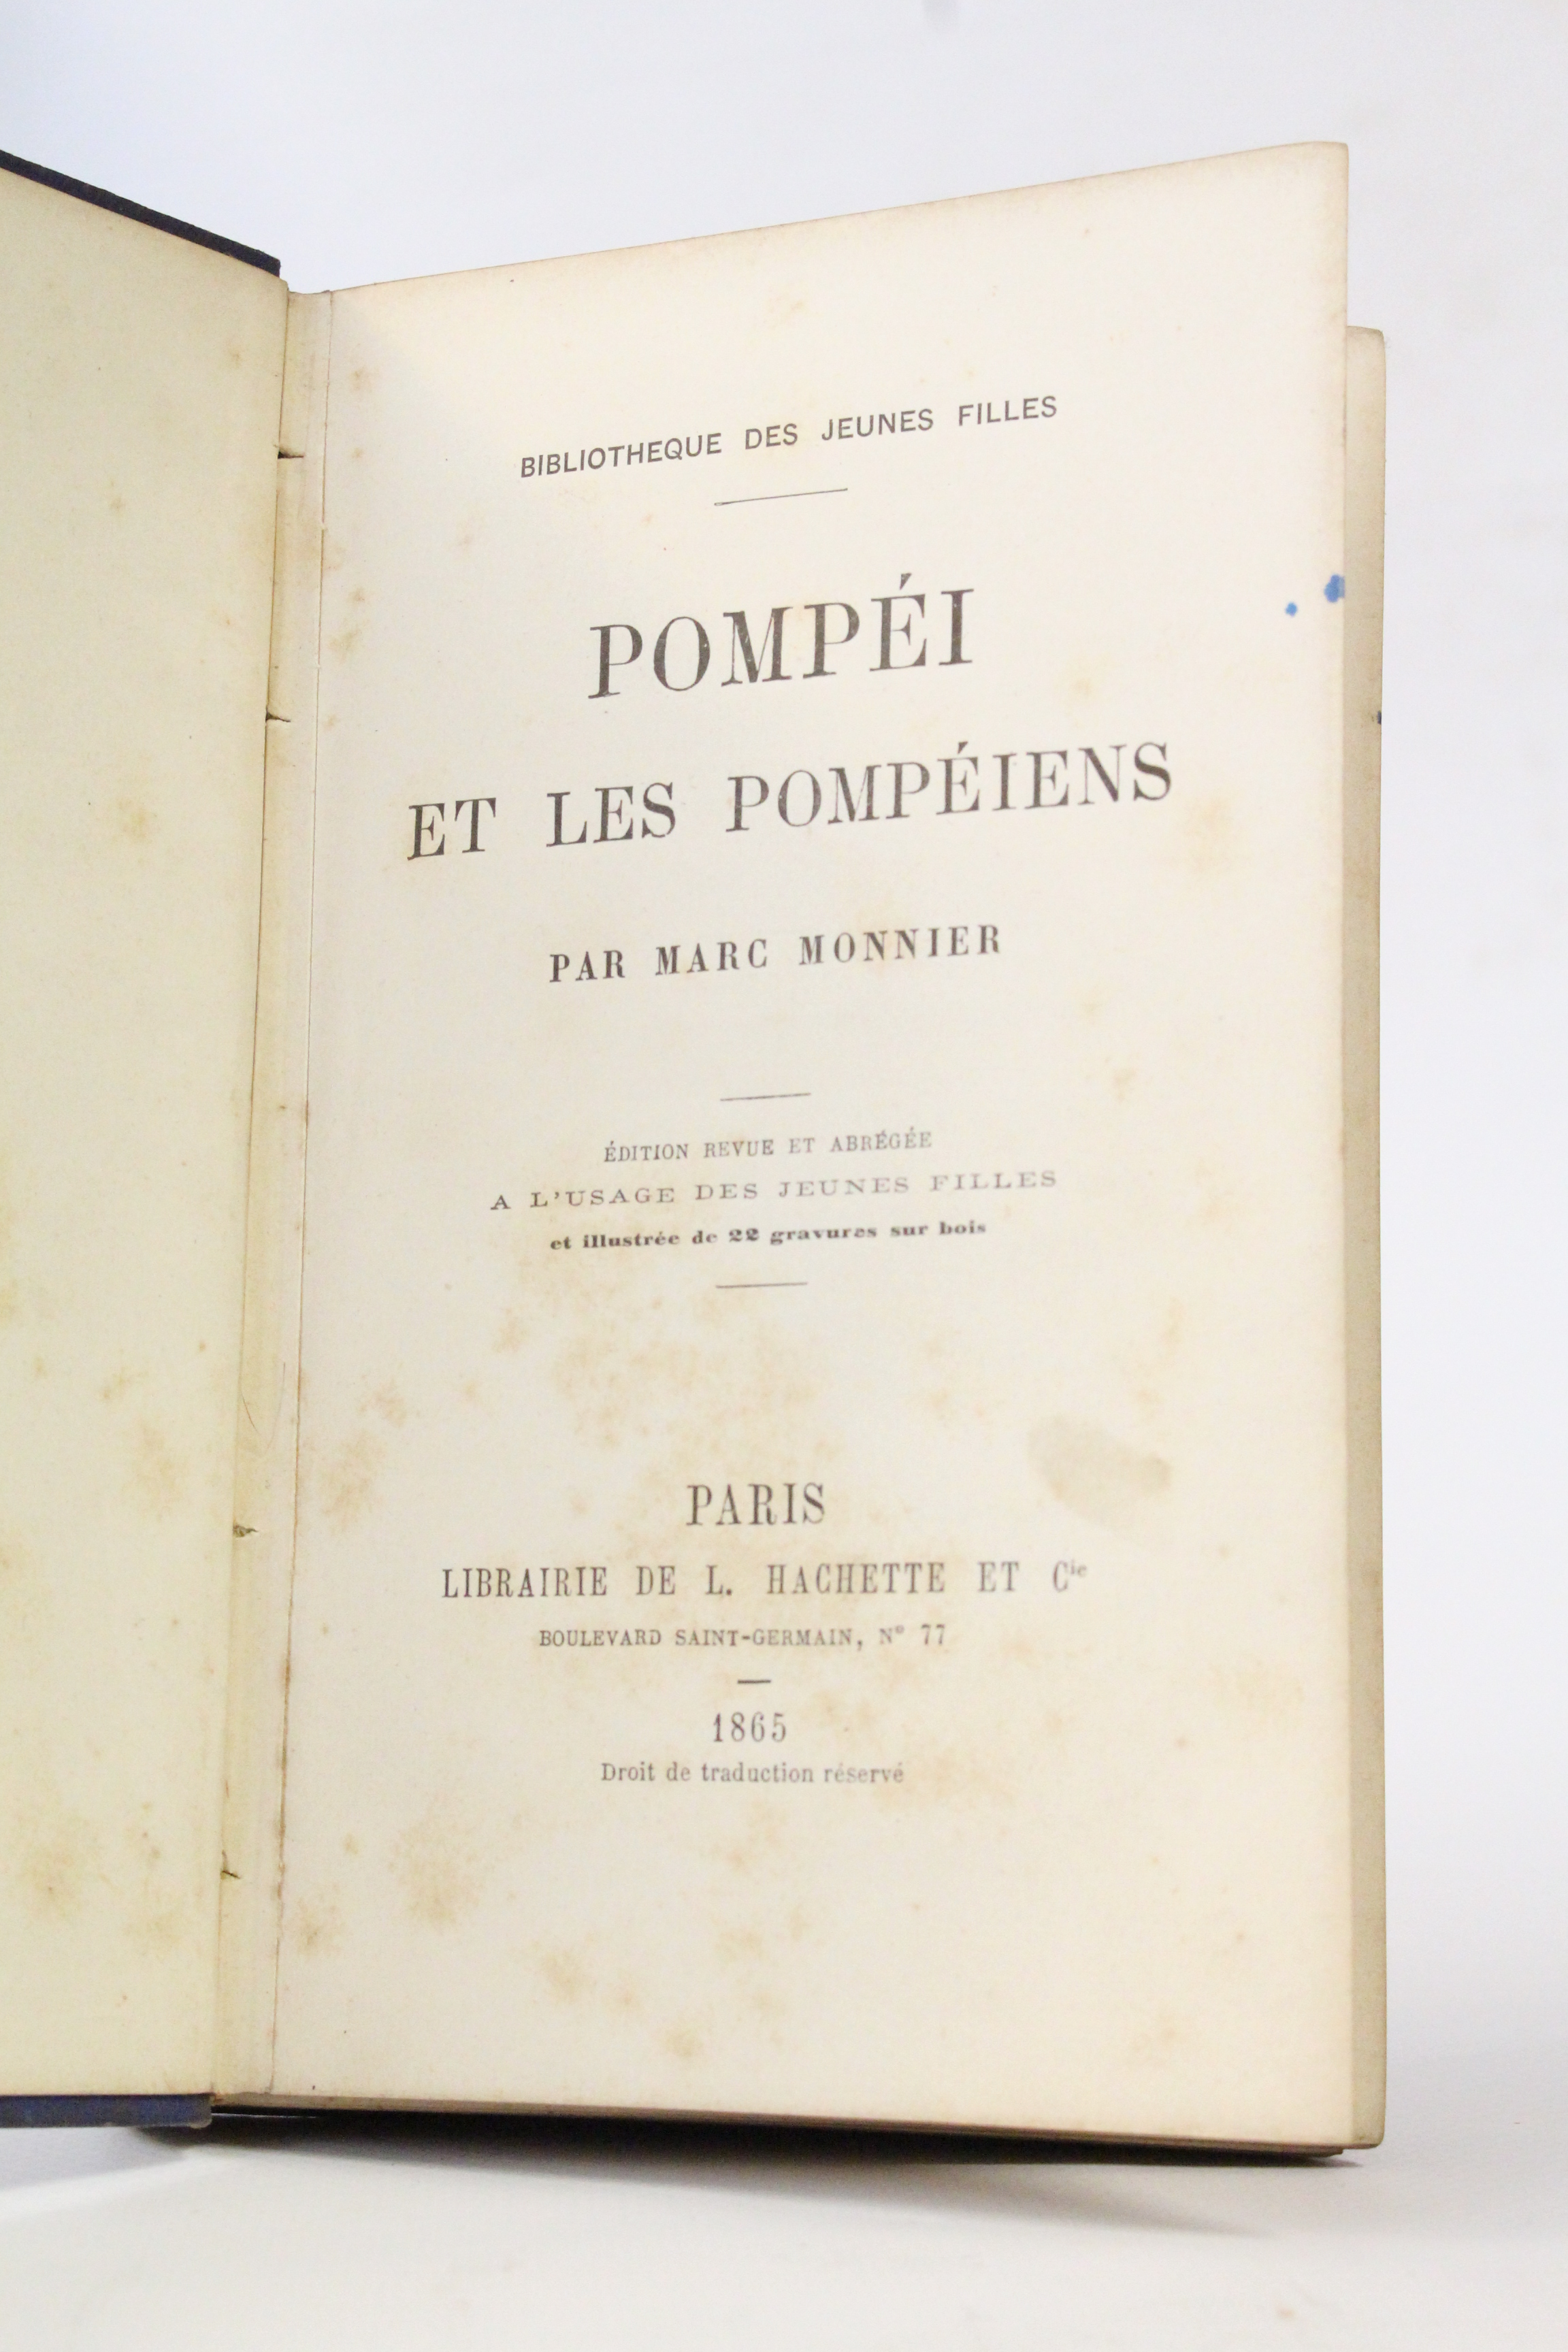 BIBLIOTHEQUE DES JEUNES FILLES
POMPÉI
ET LES POMPÉIENS
PAR MARC MONNIER
ÉDITION REVUE ET ABRÉGÉE
A L'USAGE DES JEUNES FILLES
et illustrée de 22 gravures sur bois
PARIS
LIBRAIRIE DE L. HACHETTE ET Cie
BOULEVARD SAINT-GERMAIN, N° 77
1865
Droit de traduction réservé